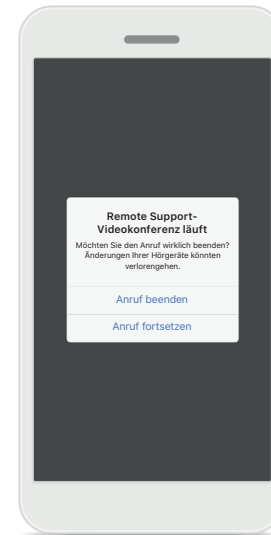 Remote Support-
Videokonferenz läuft
Möchten Sie den Anruf wirklich beenden?
Änderungen Ihrer Hörgeräte könnten
verlorengehen.
Anruf beenden
Anruf fortsetzen